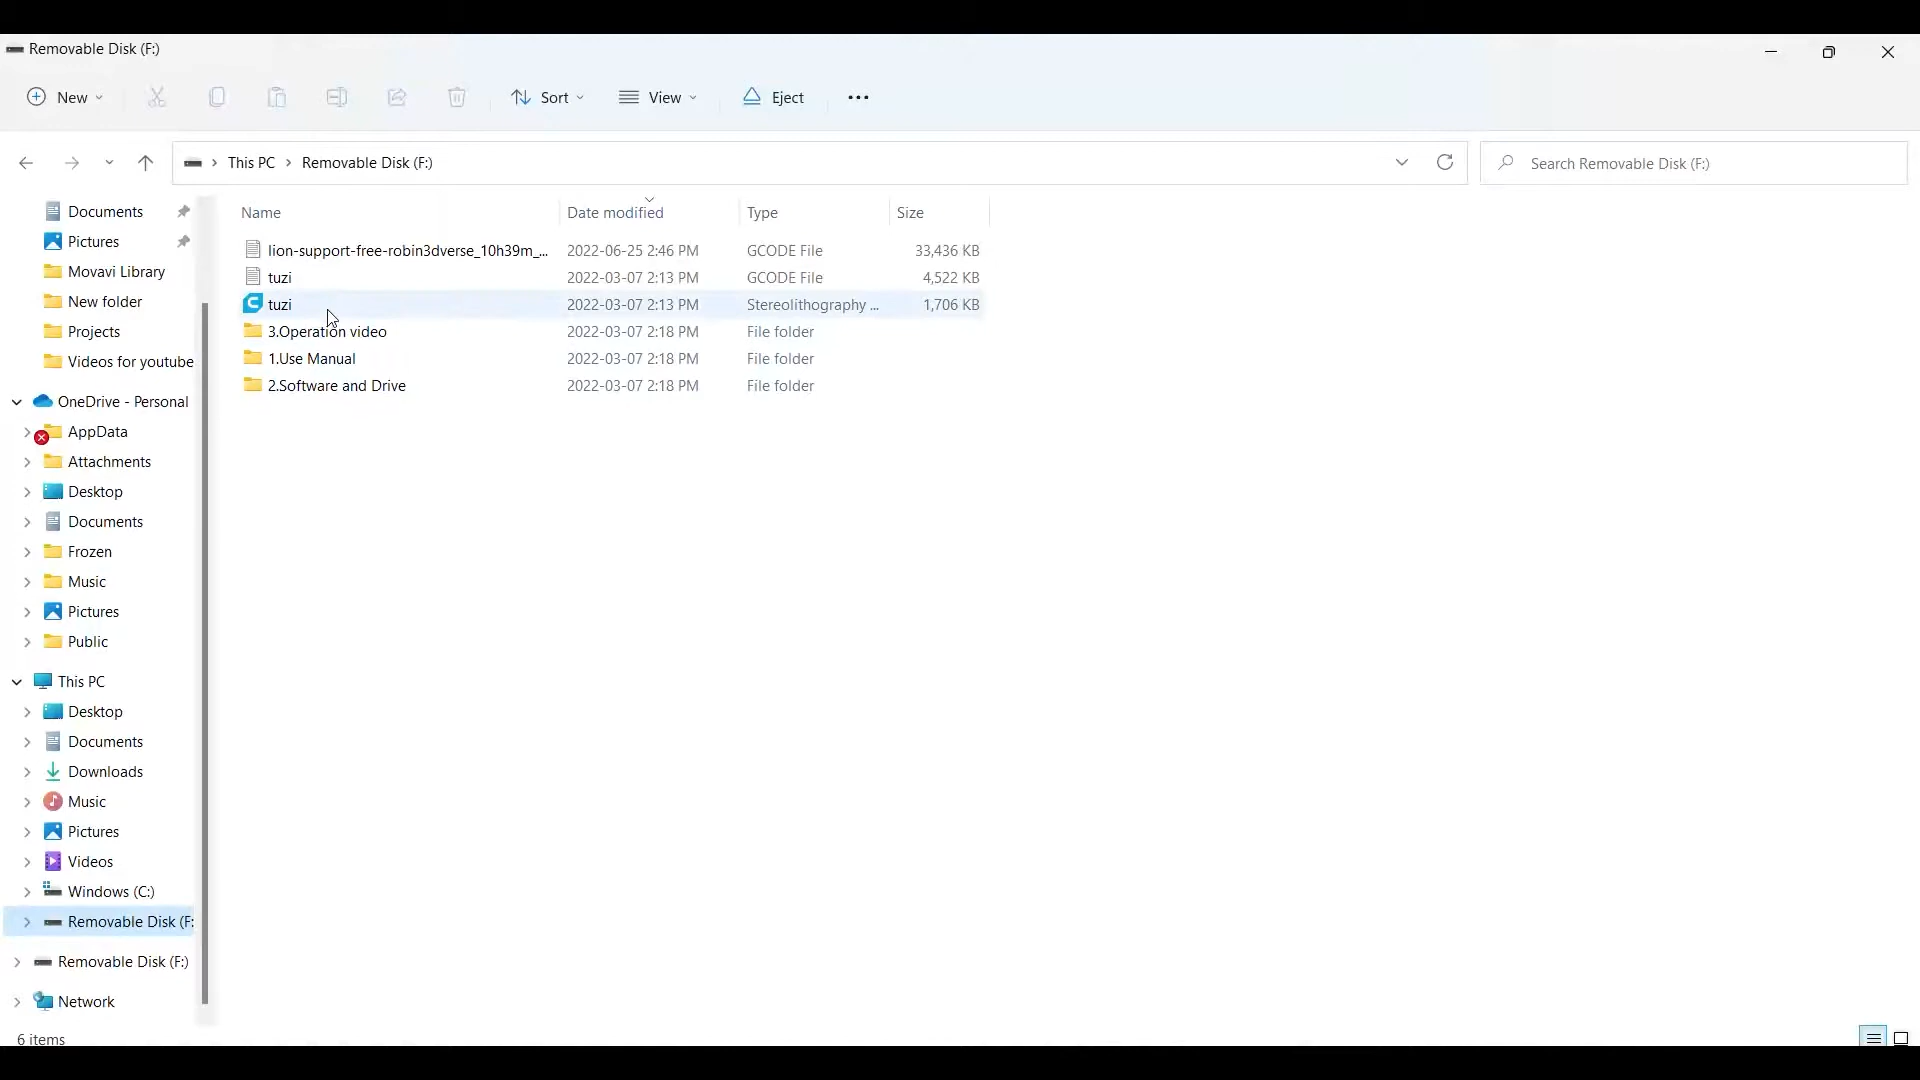 Removable Disk (F:)
New
Sort
View
Eject
This PC > Removable Disk (F:)
Search Removable Disk (F:)
Documents
Pictures
Movavi Library
New folder
Projects
Videos for youtube
OneDrive - Personal
AppData
Attachments
Desktop
Documents
Frozen
Music
Pictures
Public
This PC
Desktop
Documents
Downloads
Music
Pictures
Videos
Windows (C:)
Removable Disk (F:
Removable Disk (F:)
Network
Name Date modified Type Size
lion-support-free-robin3dverse_10h39m_... 2022-06-25 2:46 PM GCODE File 33,436 KB
tuzi 2022-03-07 2:13 PM GCODE File 4,522 KB
tuzi 2022-03-07 2:13 PM Stereolithography ... 1,706 KB
3.Operation video 2022-03-07 2:18 PM File folder
1.Use Manual 2022-03-07 2:18 PM File folder
2.Software and Drive 2022-03-07 2:18 PM File folder
6 items